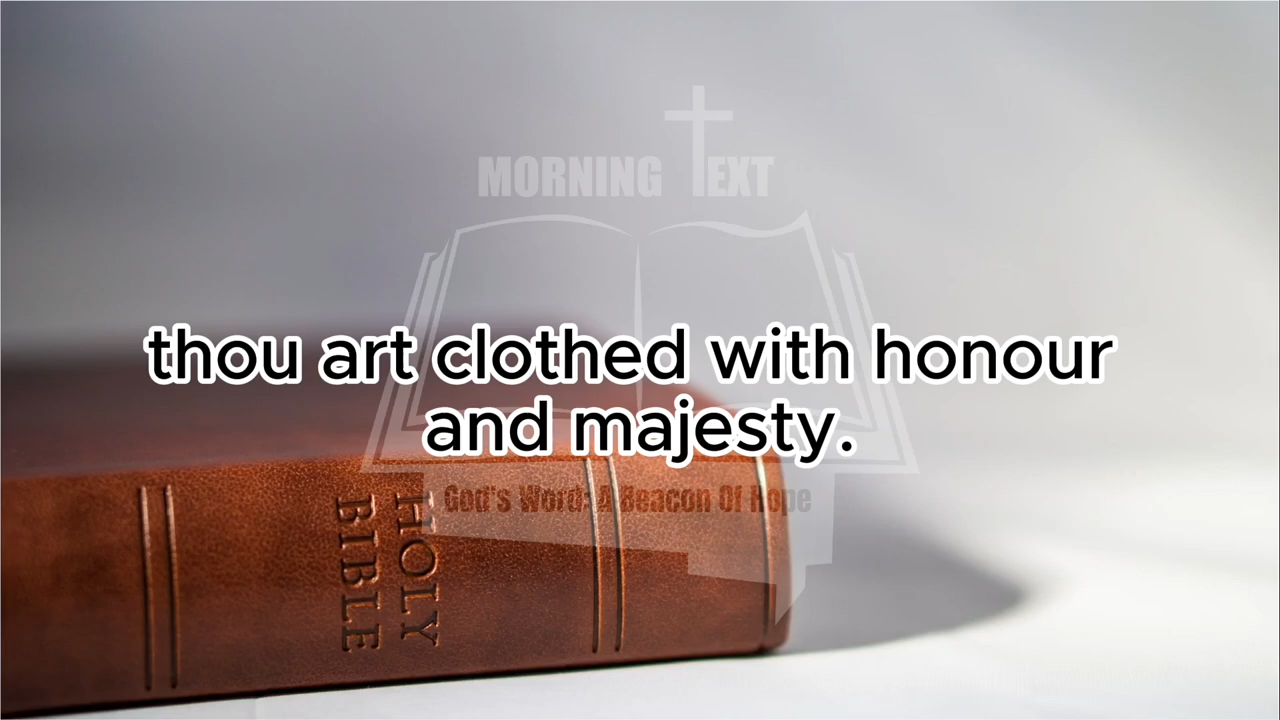 MORNING TEXT
thou art clothed with honour
and majesty.
God's Word: A Beacon Of Hope
HOLY
BIBLE